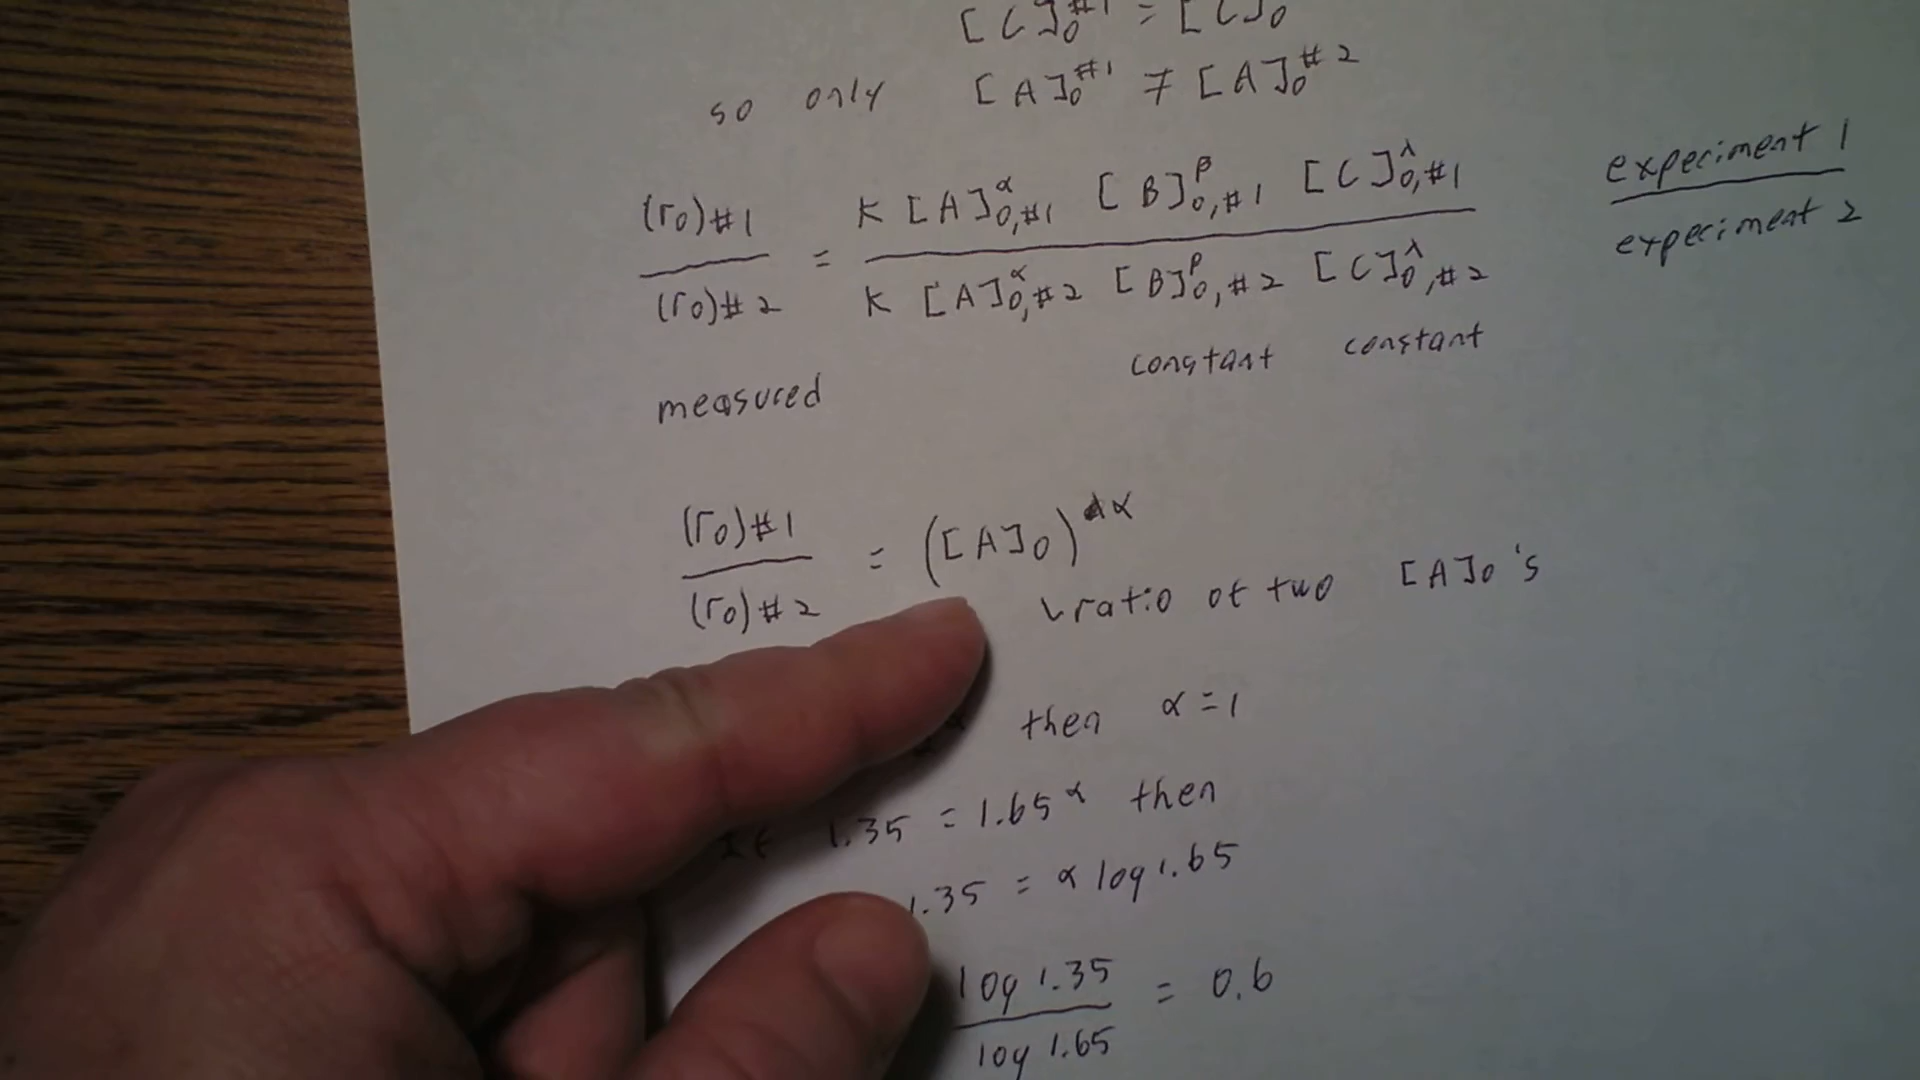 [C]₀^#1 = [C]₀
so only [A]₀^#1 ≠ [A]₀^#2
(r₀)#1 / (r₀)#2 = K [A]^α_0,#1 [B]^β_0,#1 [C]^λ_0,#1 / K [A]^α_0,#2 [B]^β_0,#2 [C]^λ_0,#2
experiment 1
experiment 2
constant constant
measured
(r₀)#1 / (r₀)#2 = ([A]₀)^α
ratio of two [A]₀'s
then α = 1
If 1.35 = 1.65^α then
1.35 = α log 1.65
log 1.35 / log 1.65 = 0.6